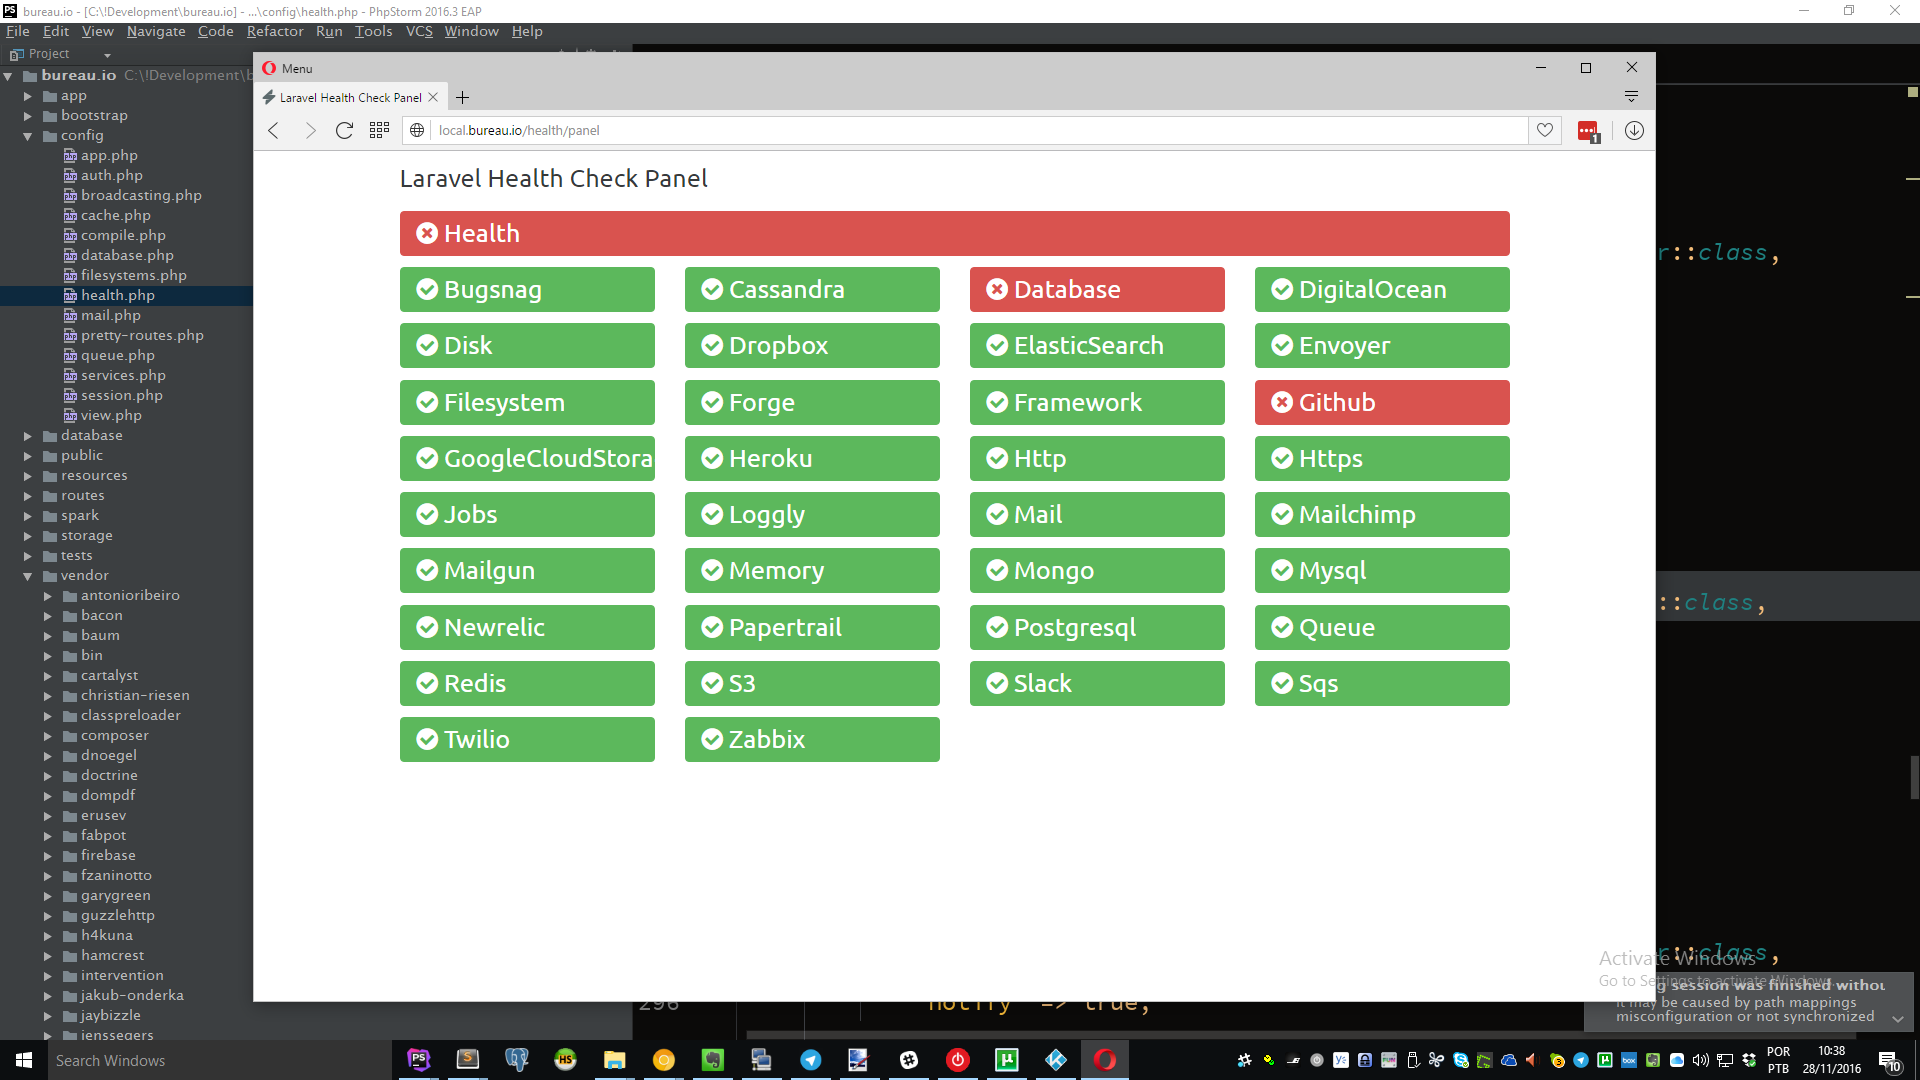 bureau.io - [C:\!Development\bureau.io] - ...\config\health.php - PhpStorm 2016.3 EAP
File Edit View Navigate Code Refactor Run Tools VCS Window Help
Project
bureau.io C:\!Development\b
app
bootstrap
config
app.php
auth.php
broadcasting.php
cache.php
compile.php
database.php
filesystems.php
health.php
mail.php
pretty-routes.php
queue.php
services.php
session.php
view.php
database
public
resources
routes
spark
storage
tests
vendor
antonioribeiro
bacon
baum
bin
cartalyst
christian-riesen
classpreloader
composer
dnoegel
doctrine
dompdf
erusev
fabpot
firebase
fzaninotto
garygreen
guzzlehttp
h4kuna
hamcrest
intervention
jakub-onderka
jaybizzle
jenssegers
Menu
Laravel Health Check Panel
local.bureau.io/health/panel
Laravel Health Check Panel
Health
Bugsnag Cassandra Database DigitalOcean
Disk Dropbox ElasticSearch Envoyer
Filesystem Forge Framework Github
GoogleCloudStora Heroku Http Https
Jobs Loggly Mail Mailchimp
Mailgun Memory Mongo Mysql
Newrelic Papertrail Postgresql Queue
Redis S3 Slack Sqs
Twilio Zabbix
r::class,
::class,
r::class,
296 'notify' => true,
Activate Windows
Go to Settings to activate Windows.
g session was finished withou
It may be caused by path mappings
misconfiguration or not synchronized
Search Windows
POR
PTB
10:38
28/11/2016
10